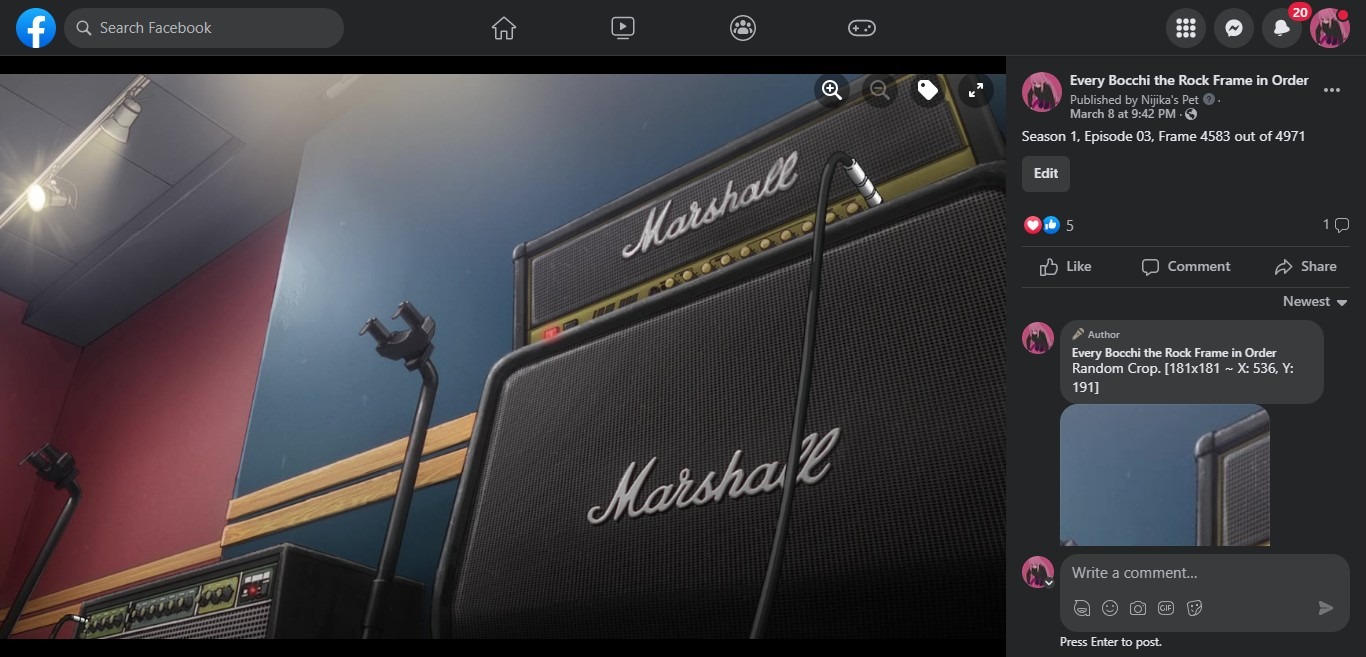 Search Facebook
20
Marshall
Marshall
Every Bocchi the Rock Frame in Order
Published by Nijika's Pet ·
March 8 at 9:42 PM ·
Season 1, Episode 03, Frame 4583 out of 4971
Edit
5
1
Like
Comment
Share
Newest
Author
Every Bocchi the Rock Frame in Order
Random Crop. [181x181 ~ X: 536, Y:
191]
Write a comment...
GIF
Press Enter to post.